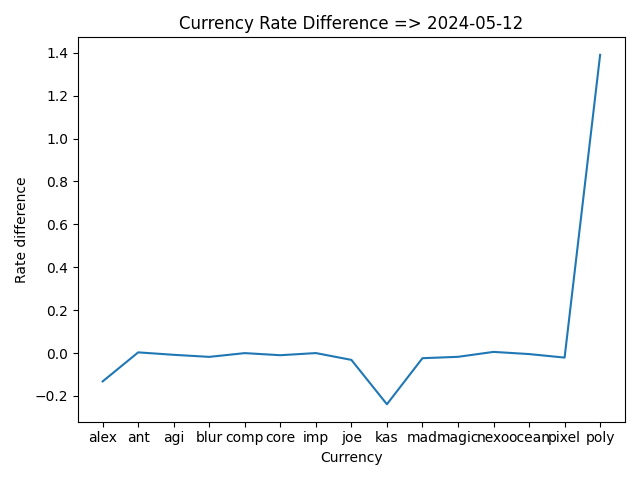 Currency Rate Difference => 2024-05-12
Rate difference
1.4
1.2
1.0
0.8
0.6
0.4
0.2
0.0
−0.2
alex ant agi blur comp core imp joe kas mad magic nexo ocean pixel poly
Currency